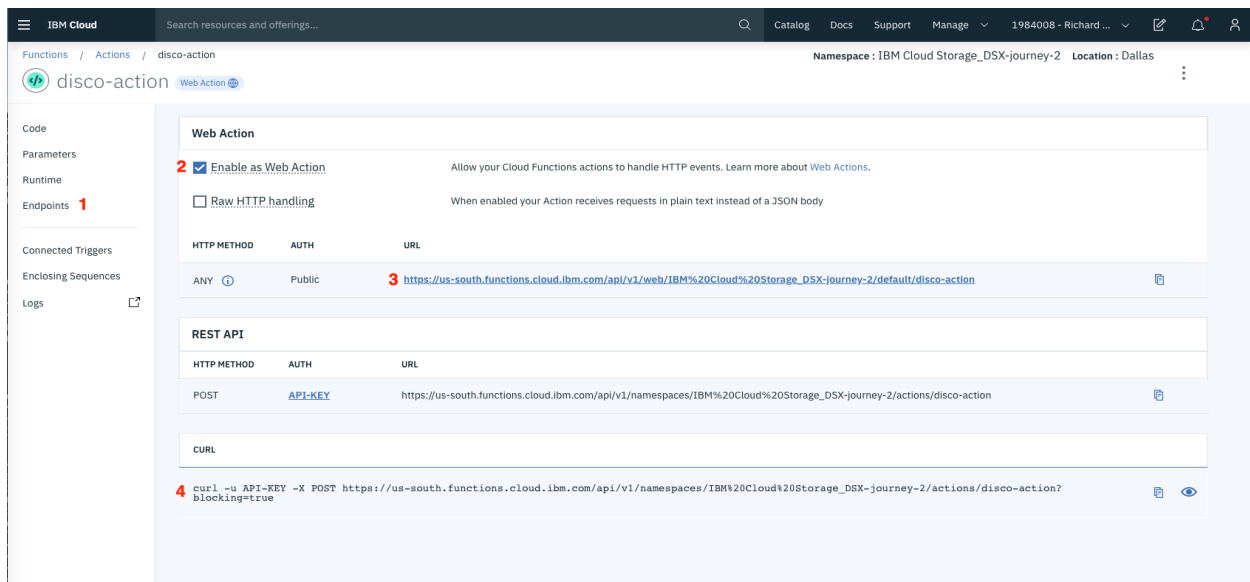 IBM Cloud Search resources and offerings... Catalog Docs Support Manage 1984008 - Richard ...
Functions / Actions / disco-action Namespace : IBM Cloud Storage_DSX-journey-2 Location : Dallas
disco-action Web Action
Code
Parameters
Runtime
Endpoints 1
Connected Triggers
Enclosing Sequences
Logs
Web Action
2 Enable as Web Action Allow your Cloud Functions actions to handle HTTP events. Learn more about Web Actions.
Raw HTTP handling When enabled your Action receives requests in plain text instead of a JSON body
HTTP METHOD AUTH URL
ANY Public 3 https://us-south.functions.cloud.ibm.com/api/v1/web/IBM%20Cloud%20Storage_DSX-journey-2/default/disco-action
REST API
HTTP METHOD AUTH URL
POST API-KEY https://us-south.functions.cloud.ibm.com/api/v1/namespaces/IBM%20Cloud%20Storage_DSX-journey-2/actions/disco-action
CURL
4 curl -u API-KEY -X POST https://us-south.functions.cloud.ibm.com/api/v1/namespaces/IBM%20Cloud%20Storage_DSX-journey-2/actions/disco-action?
blocking=true